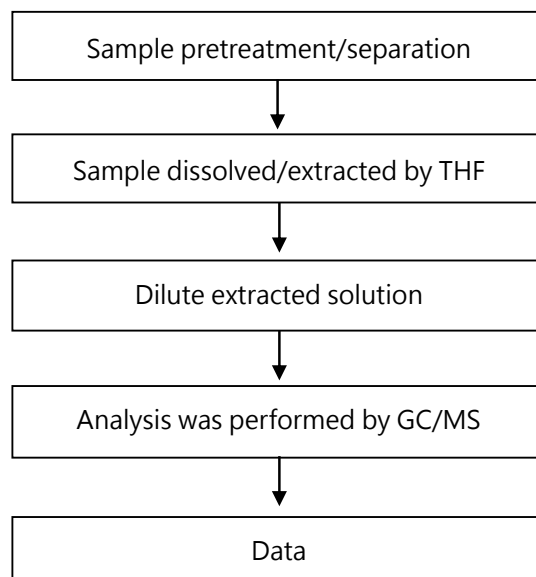 Sample pretreatment/separation
Sample dissolved/extracted by THF
Dilute extracted solution
Analysis was performed by GC/MS
Data